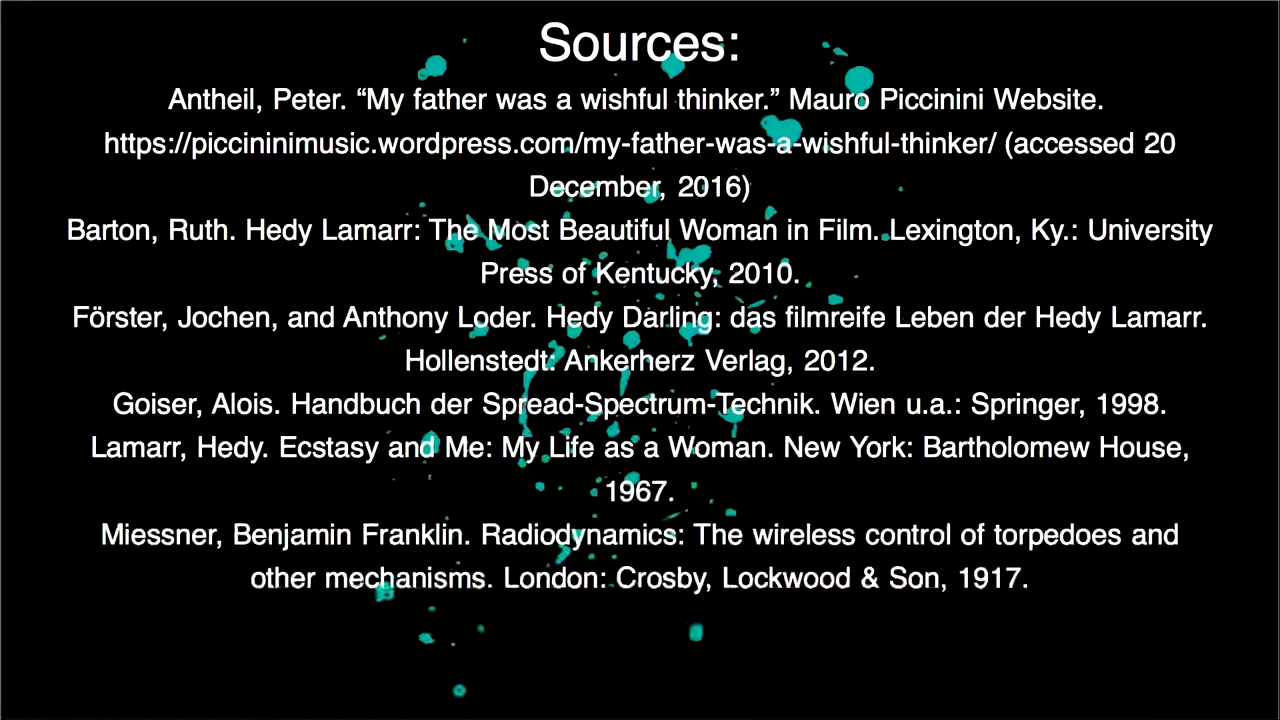 Sources:
Antheil, Peter. “My father was a wishful thinker.” Mauro Piccinini Website.
https://piccininimusic.wordpress.com/my-father-was-a-wishful-thinker/ (accessed 20
December, 2016)
Barton, Ruth. Hedy Lamarr: The Most Beautiful Woman in Film. Lexington, Ky.: University
Press of Kentucky, 2010.
Förster, Jochen, and Anthony Loder. Hedy Darling: das filmreife Leben der Hedy Lamarr.
Hollenstedt: Ankerherz Verlag, 2012.
Goiser, Alois. Handbuch der Spread-Spectrum-Technik. Wien u.a.: Springer, 1998.
Lamarr, Hedy. Ecstasy and Me: My Life as a Woman. New York: Bartholomew House,
1967.
Miessner, Benjamin Franklin. Radiodynamics: The wireless control of torpedoes and
other mechanisms. London: Crosby, Lockwood & Son, 1917.